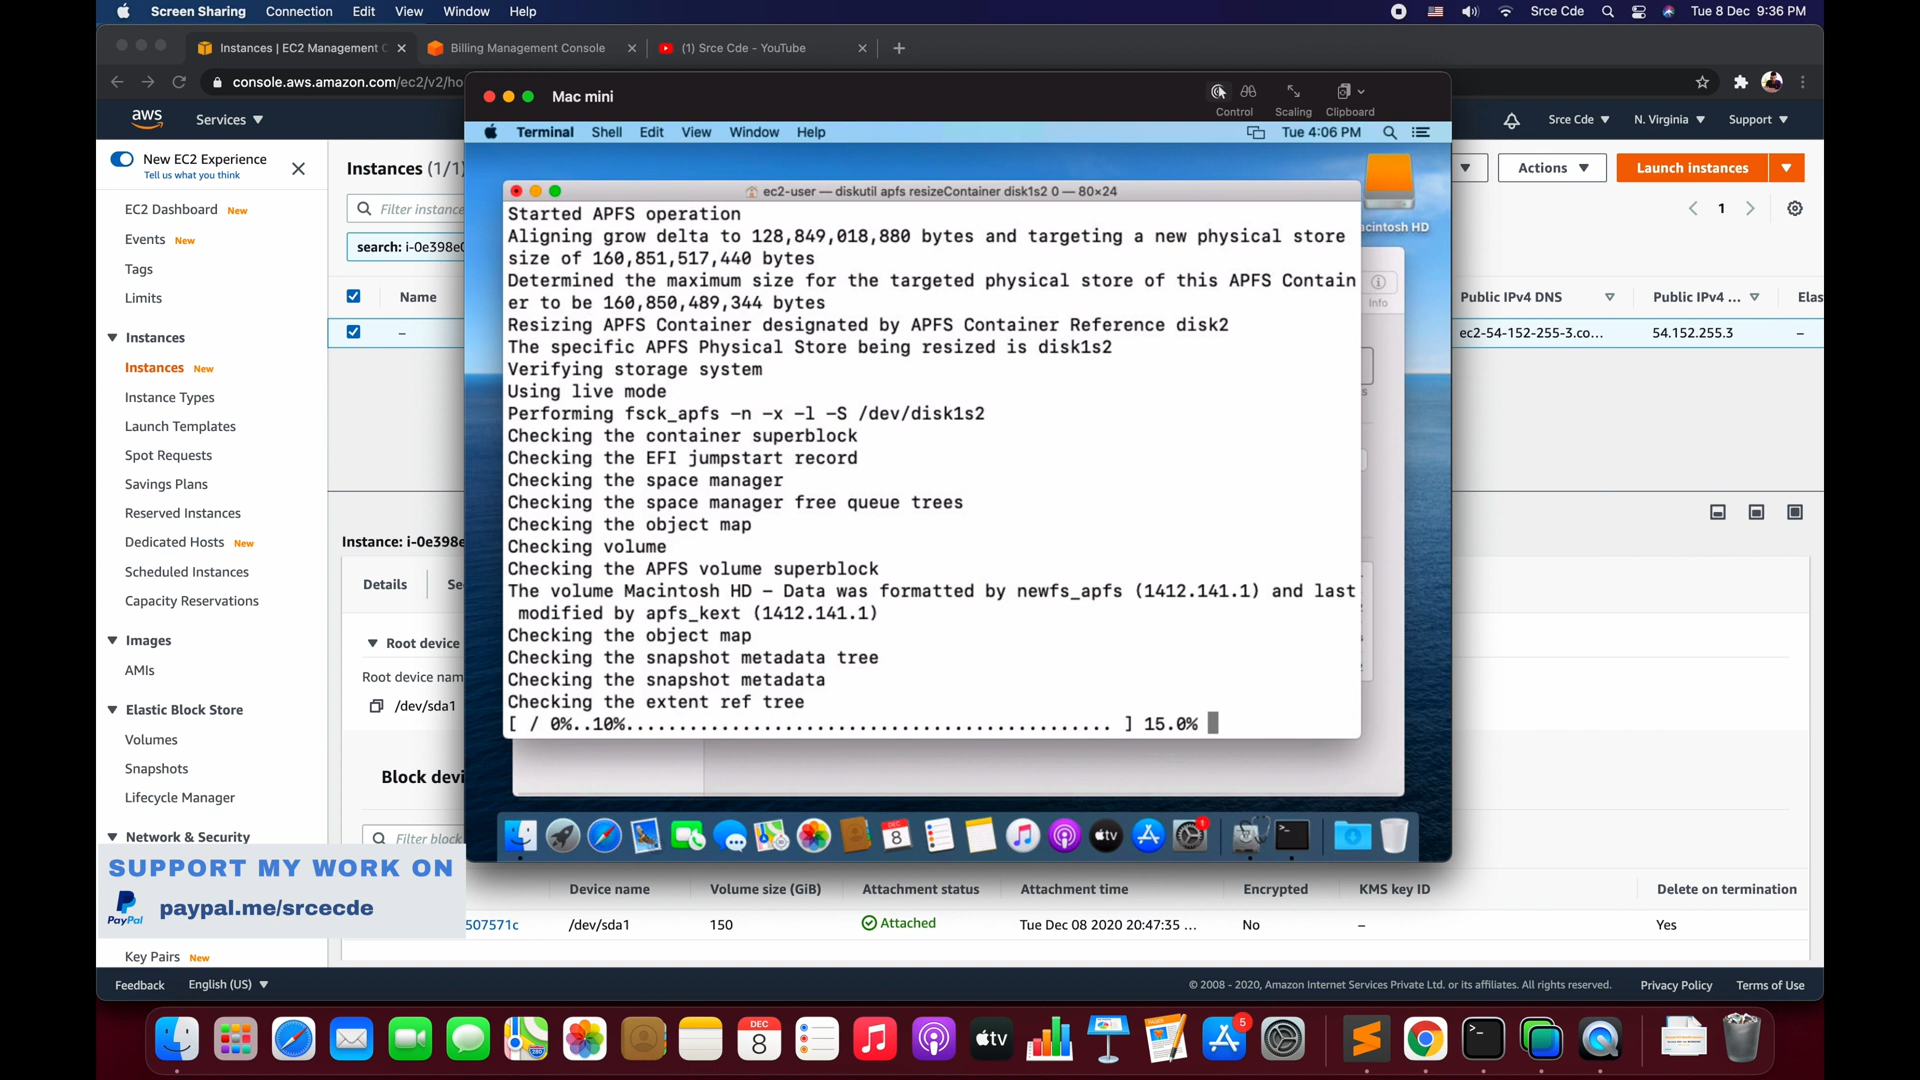 Screen Sharing Connection Edit View Window Help Srce Cde Tue 8 Dec 9:36 PM
Instances | EC2 Management C Billing Management Console (1) Srce Cde - YouTube
console.aws.amazon.com/ec2/v2/ho
Mac mini
Control Scaling Clipboard
aws Services Srce Cde N. Virginia Support
Terminal Shell Edit View Window Help Tue 4:06 PM
New EC2 Experience
Tell us what you think
EC2 Dashboard New
Events New
Tags
Limits
Instances
Instances New
Instance Types
Launch Templates
Spot Requests
Savings Plans
Reserved Instances
Dedicated Hosts New
Scheduled Instances
Capacity Reservations
Images
AMIs
Elastic Block Store
Volumes
Snapshots
Lifecycle Manager
Network & Security
SUPPORT MY WORK ON
PayPal paypal.me/srcecde
Key Pairs New
Instances (1/1)
Filter instance
search: i-0e398e
Name
–
Instance: i-0e398e
Details Se
Root device
Root device nam
/dev/sda1
Block devi
Filter block
Actions Launch instances
1
Public IPv4 DNS Public IPv4 ... Elas
ec2-54-152-255-3.co... 54.152.255.3 –
acintosh HD
Info
ec2-user — diskutil apfs resizeContainer disk1s2 0 — 80×24
Started APFS operation
Aligning grow delta to 128,849,018,880 bytes and targeting a new physical store
size of 160,851,517,440 bytes
Determined the maximum size for the targeted physical store of this APFS Contain
er to be 160,850,489,344 bytes
Resizing APFS Container designated by APFS Container Reference disk2
The specific APFS Physical Store being resized is disk1s2
Verifying storage system
Using live mode
Performing fsck_apfs -n -x -l -S /dev/disk1s2
Checking the container superblock
Checking the EFI jumpstart record
Checking the space manager
Checking the space manager free queue trees
Checking the object map
Checking volume
Checking the APFS volume superblock
The volume Macintosh HD – Data was formatted by newfs_apfs (1412.141.1) and last
modified by apfs_kext (1412.141.1)
Checking the object map
Checking the snapshot metadata tree
Checking the snapshot metadata
Checking the extent ref tree
[ / 0%..10%.............................................. ] 15.0%
DEC
8
tv
1
Device name Volume size (GiB) Attachment status Attachment time Encrypted KMS key ID Delete on termination
507571c /dev/sda1 150 Attached Tue Dec 08 2020 20:47:35 ... No – Yes
Feedback English (US) © 2008 - 2020, Amazon Internet Services Private Ltd. or its affiliates. All rights reserved. Privacy Policy Terms of Use
DEC
8
tv
5